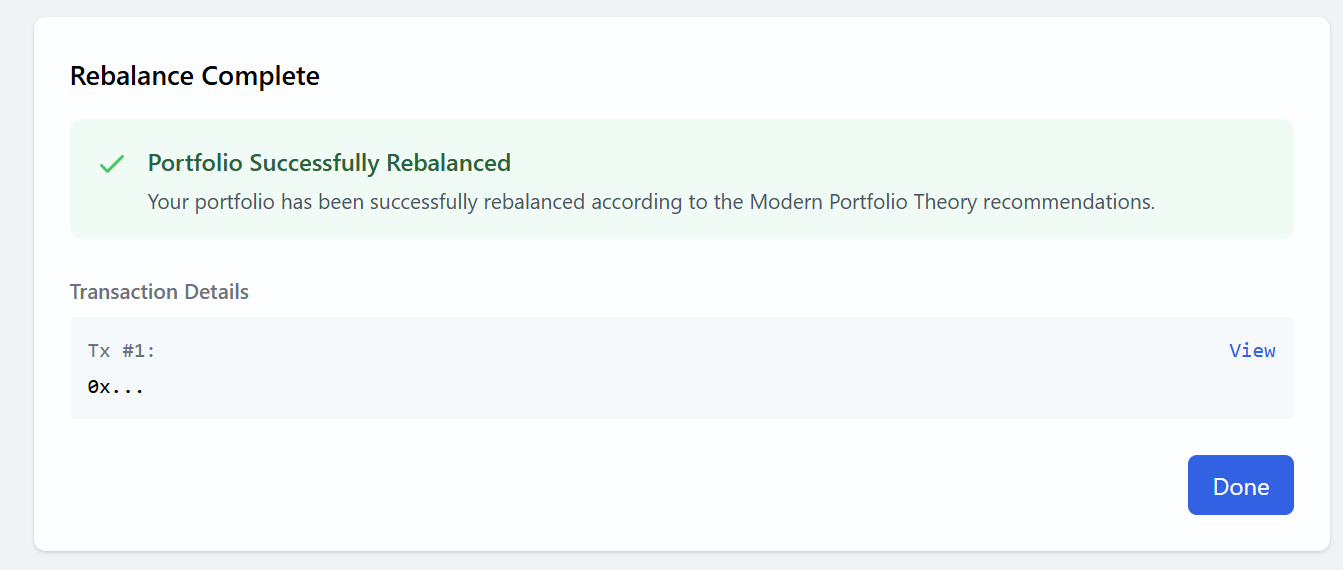 Rebalance Complete
Portfolio Successfully Rebalanced
Your portfolio has been successfully rebalanced according to the Modern Portfolio Theory recommendations.
Transaction Details
Tx #1:
View
0x...
Done